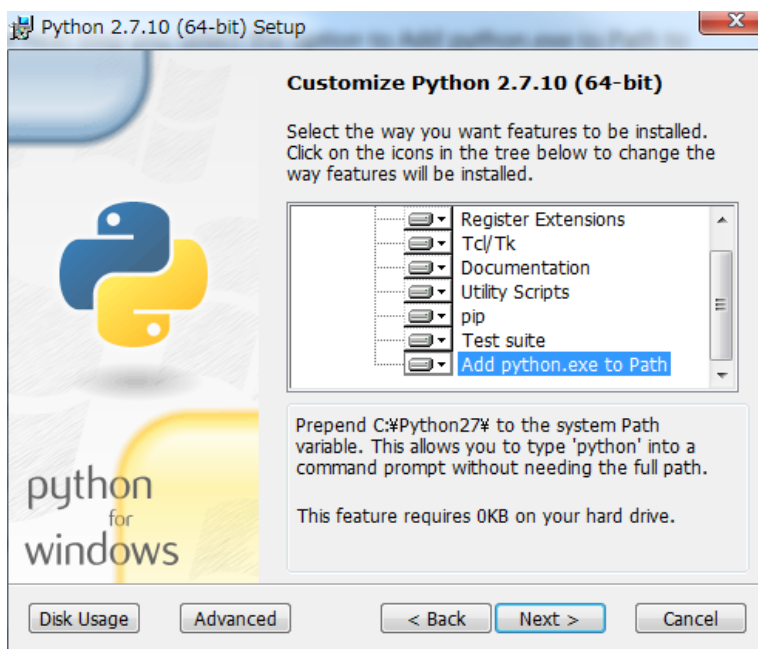 Python 2.7.10 (64-bit) Setup
Customize Python 2.7.10 (64-bit)
Select the way you want features to be installed.
Click on the icons in the tree below to change the
way features will be installed.
Register Extensions
Tcl/Tk
Documentation
Utility Scripts
pip
Test suite
Add python.exe to Path
Prepend C:¥Python27¥ to the system Path
variable. This allows you to type 'python' into a
command prompt without needing the full path.
This feature requires 0KB on your hard drive.
python
for
windows
Disk Usage
Advanced
< Back
Next >
Cancel